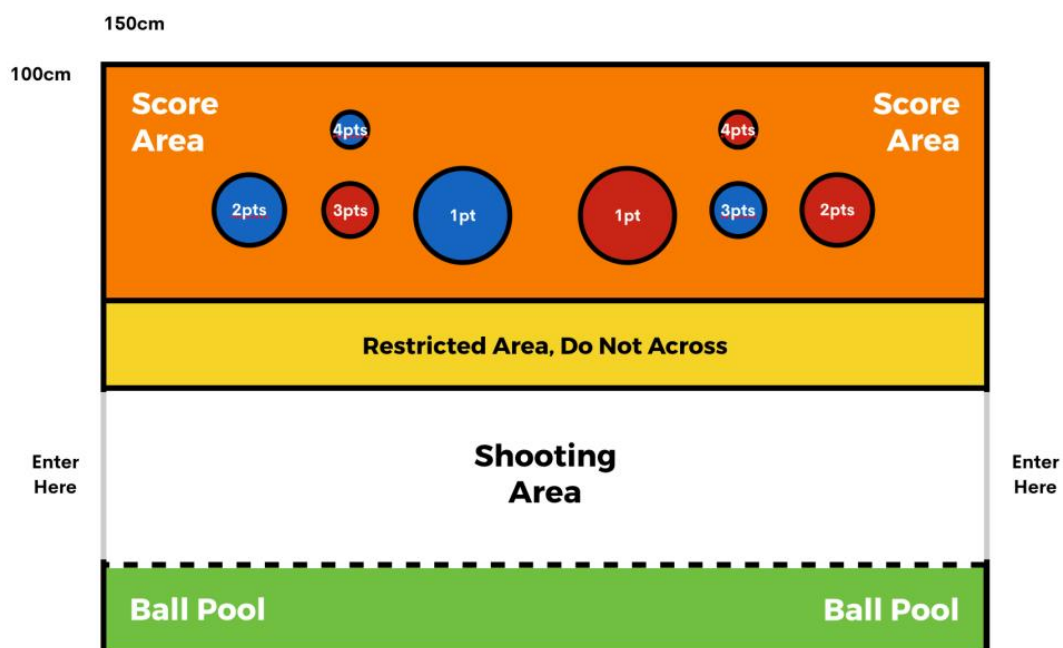 150cm
100cm
Score
Area
Score
Area
4pts
4pts
2pts
3pts
1pt
1pt
3pts
2pts
Restricted Area, Do Not Across
Enter
Here
Shooting
Area
Enter
Here
Ball Pool
Ball Pool